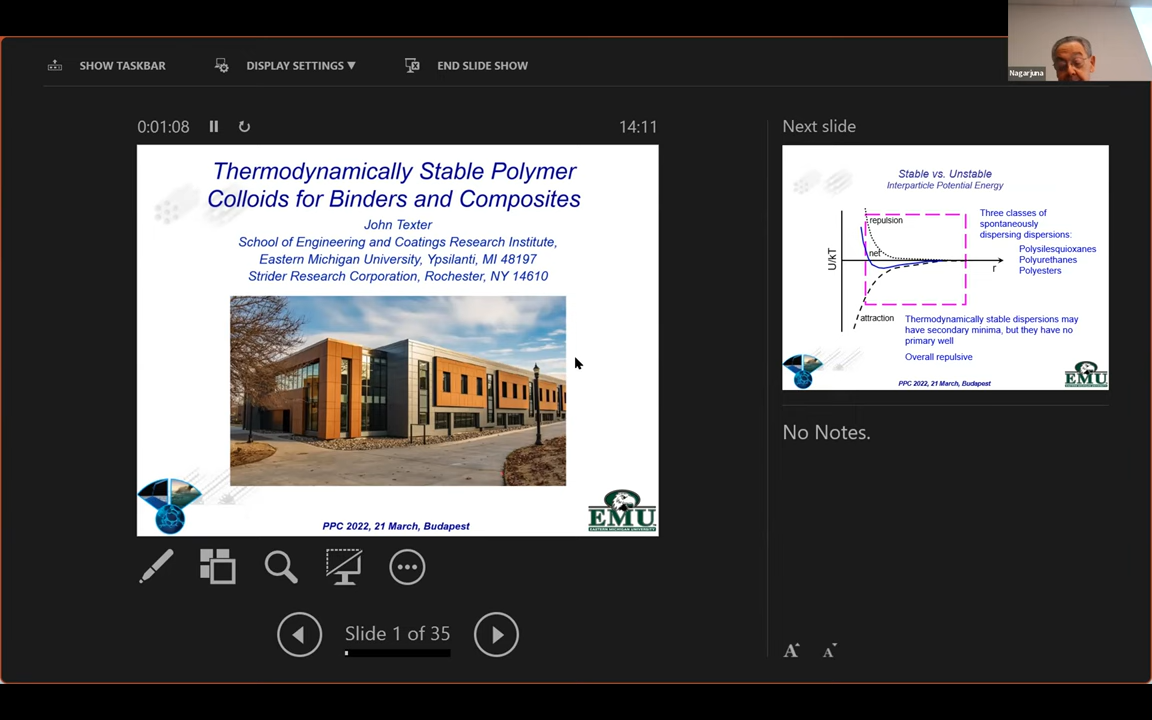 Nagarjuna
SHOW TASKBAR
DISPLAY SETTINGS ▼
END SLIDE SHOW
0:01:08
14:11
Thermodynamically Stable Polymer
Colloids for Binders and Composites
John Texter
School of Engineering and Coatings Research Institute,
Eastern Michigan University, Ypsilanti, MI 48197
Strider Research Corporation, Rochester, NY 14610
EMU
EASTERN MICHIGAN UNIVERSITY
PPC 2022, 21 March, Budapest
Slide 1 of 35
Next slide
Stable vs. Unstable
Interparticle Potential Energy
repulsion
net
U/kT
r
attraction
Three classes of
spontaneously
dispersing dispersions:
Polysilesquioxanes
Polyurethanes
Polyesters
Thermodynamically stable dispersions may
have secondary minima, but they have no
primary well
Overall repulsive
PPC 2022, 21 March, Budapest
EMU
No Notes.
A A